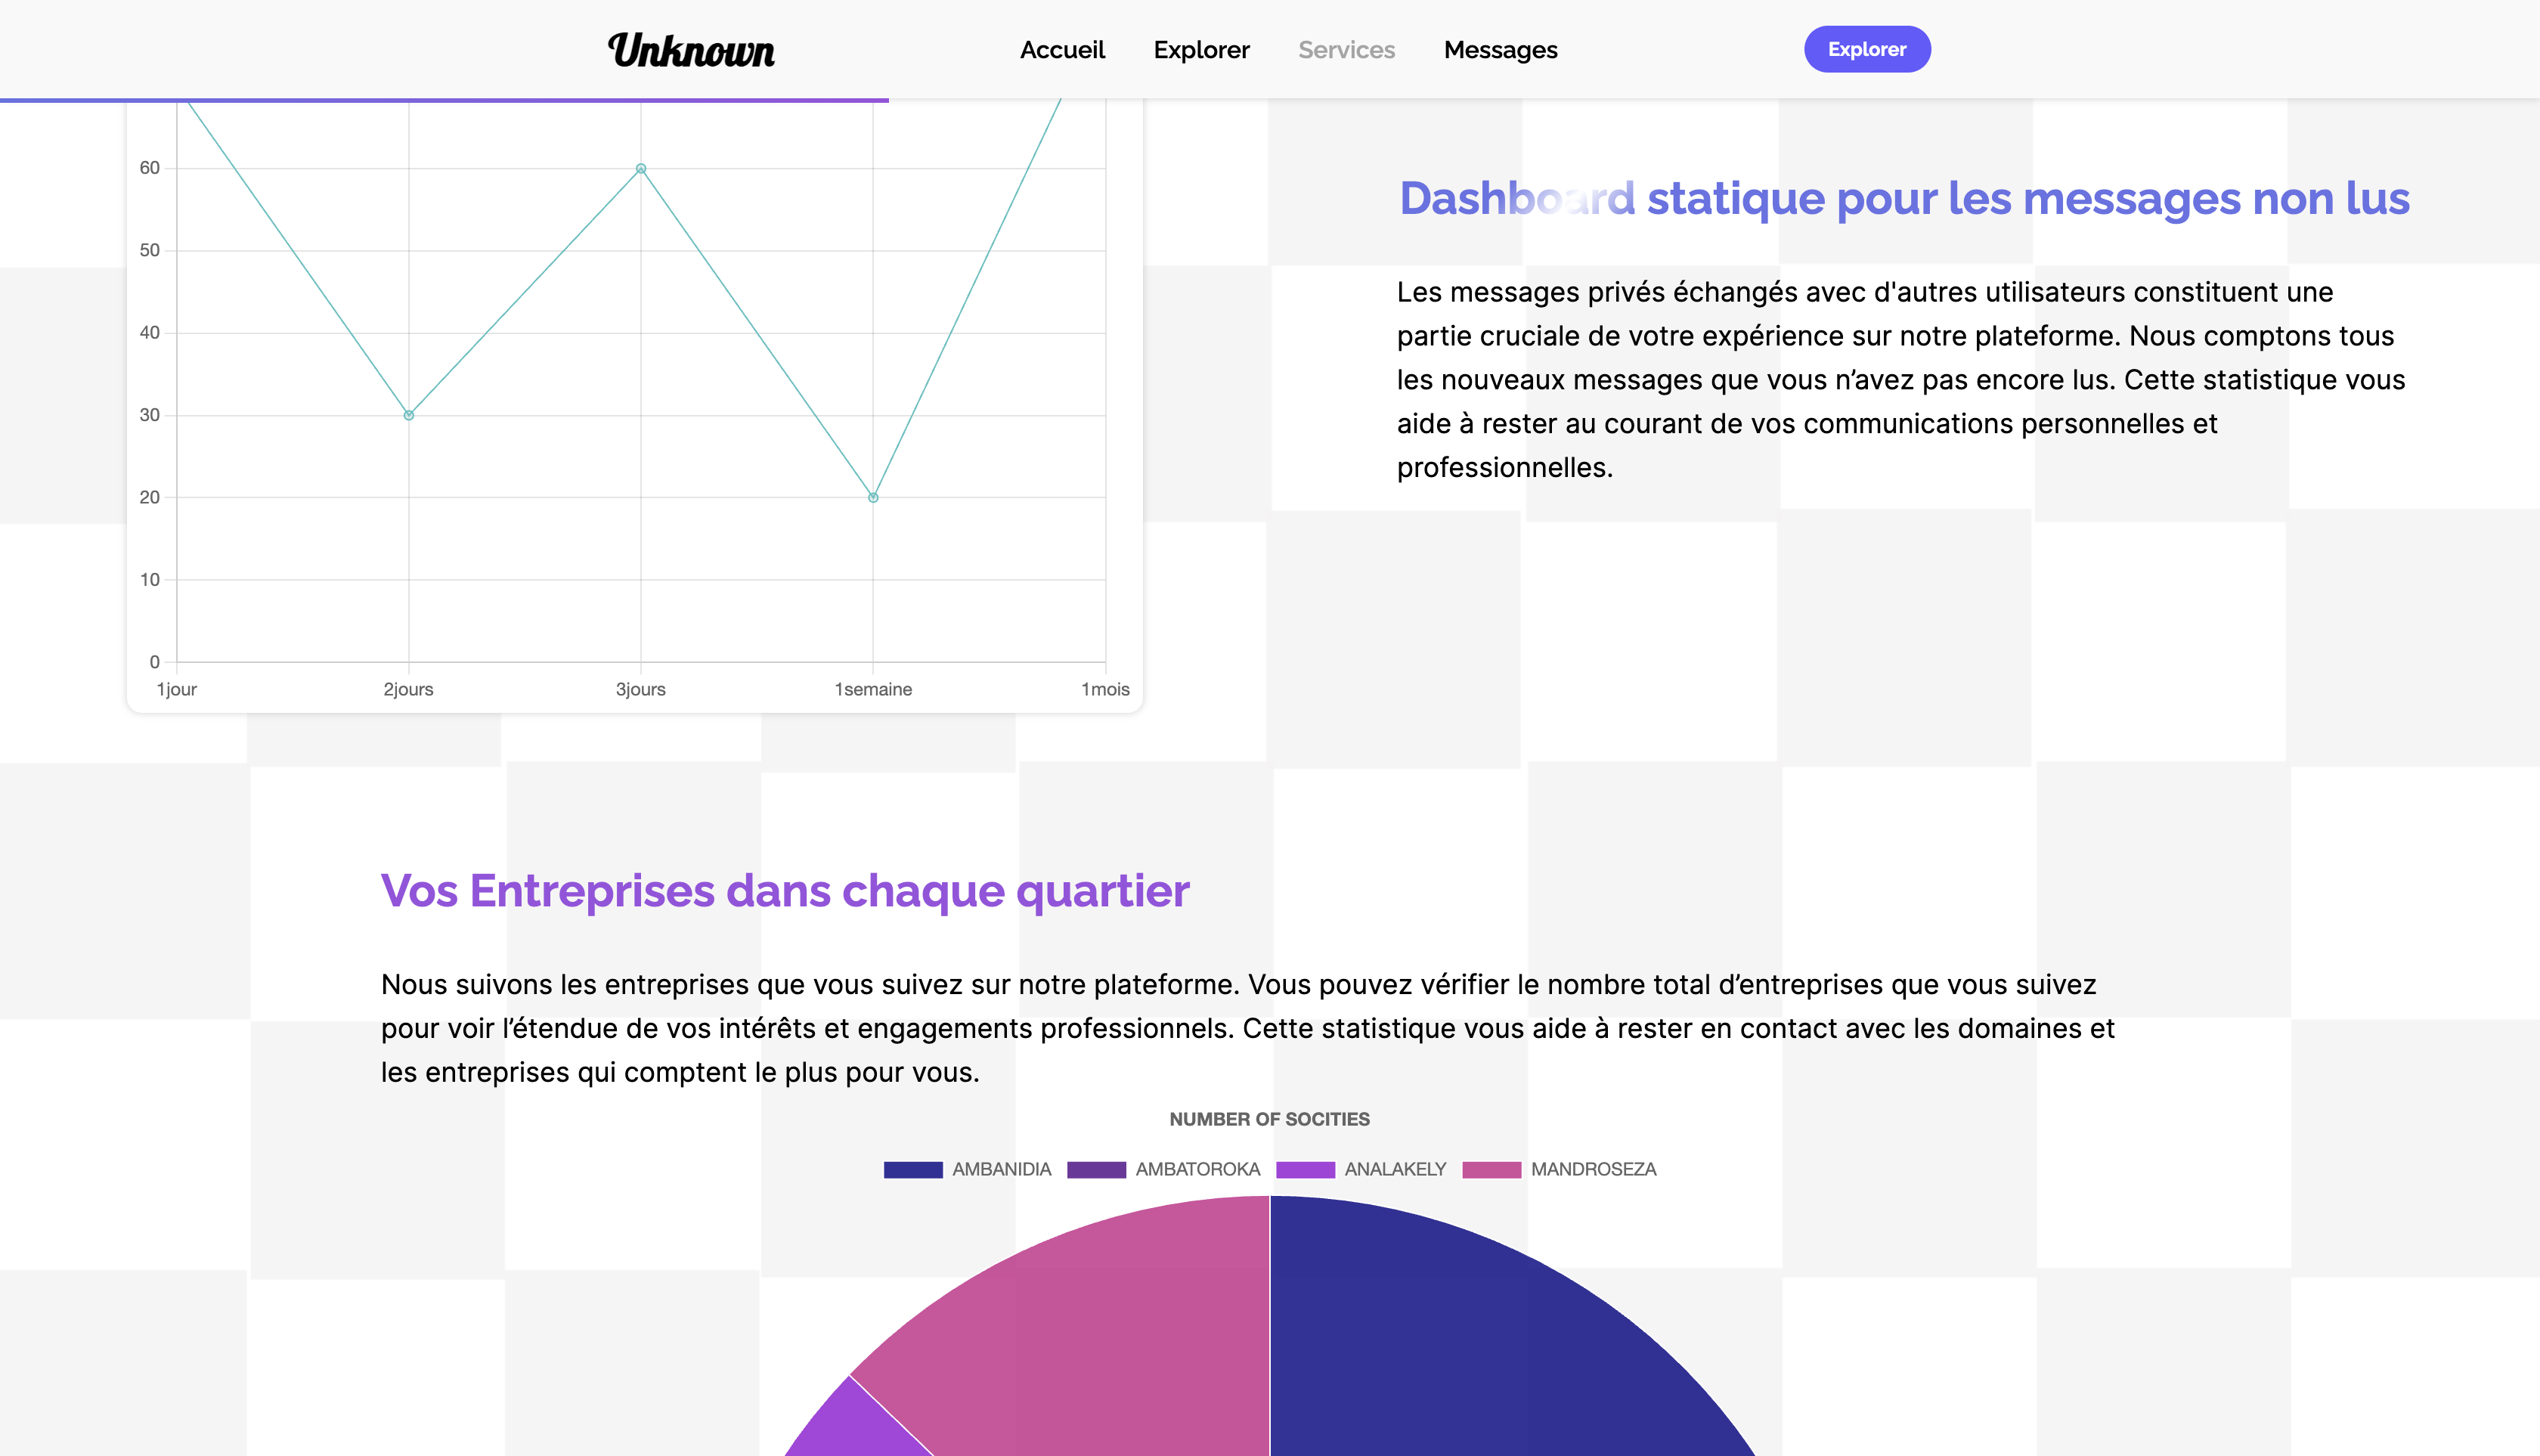 Unknown
Accueil Explorer Services Messages
Explorer
60
50
40
30
20
10
0
1jour 2jours 3jours 1semaine 1mois
Dashboard statique pour les messages non lus
Les messages privés échangés avec d'autres utilisateurs constituent une
partie cruciale de votre expérience sur notre plateforme. Nous comptons tous
les nouveaux messages que vous n’avez pas encore lus. Cette statistique vous
aide à rester au courant de vos communications personnelles et
professionnelles.
Vos Entreprises dans chaque quartier
Nous suivons les entreprises que vous suivez sur notre plateforme. Vous pouvez vérifier le nombre total d’entreprises que vous suivez
pour voir l’étendue de vos intérêts et engagements professionnels. Cette statistique vous aide à rester en contact avec les domaines et
les entreprises qui comptent le plus pour vous.
NUMBER OF SOCITIES
AMBANIDIA AMBATOROKA ANALAKELY MANDROSEZA